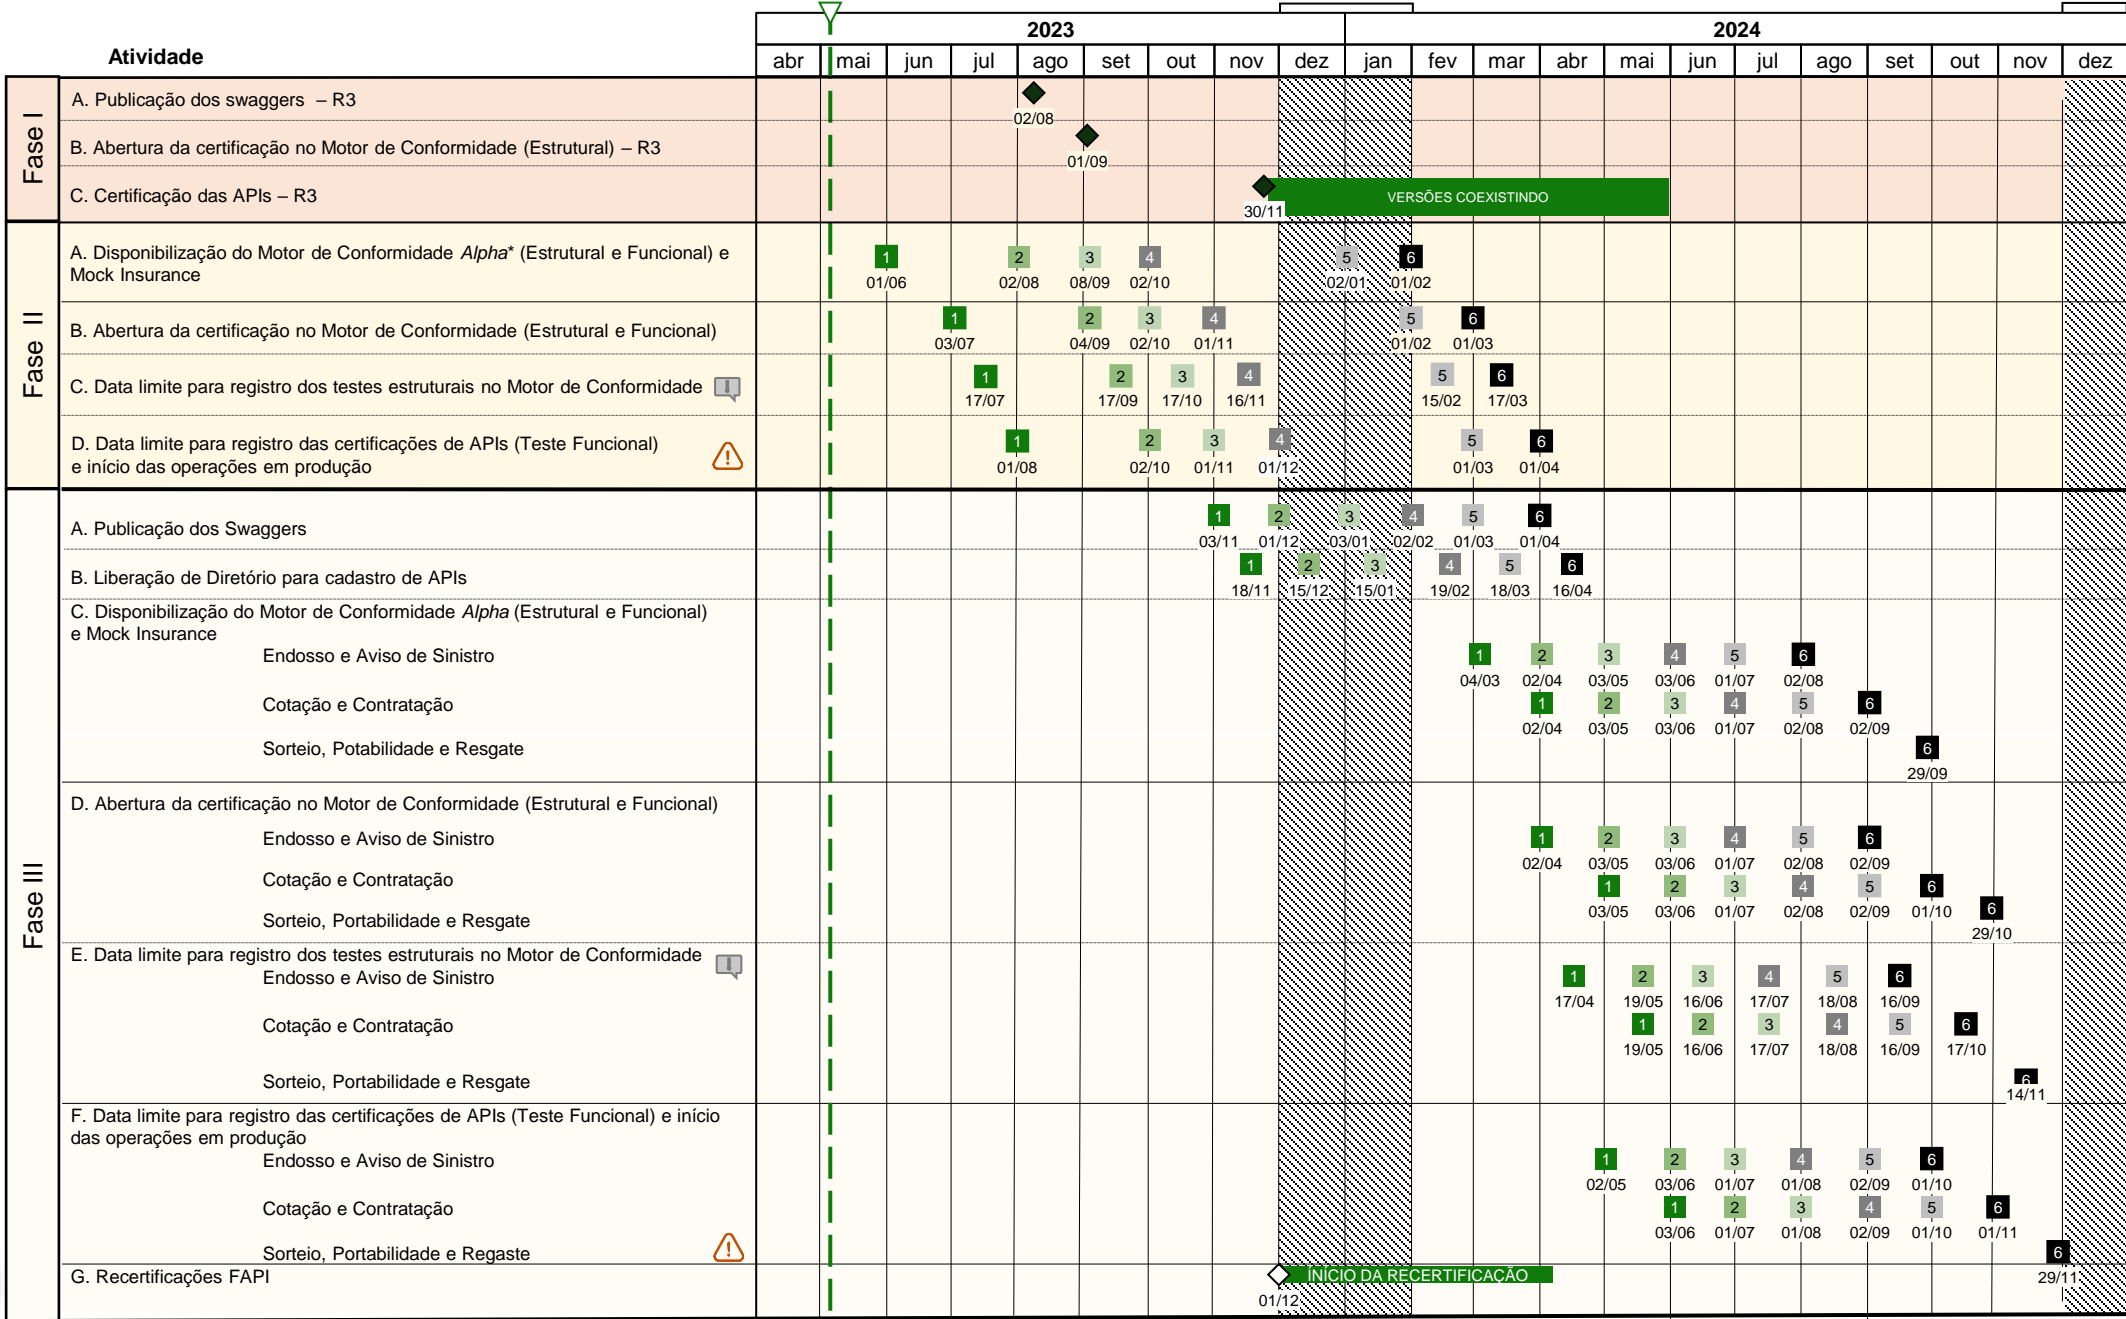 2023
2024
Atividade
abr mai jun jul ago set out nov dez jan fev mar abr mai jun jul ago set out nov dez
Fase I
A. Publicação dos swaggers – R3
02/08
B. Abertura da certificação no Motor de Conformidade (Estrutural) – R3
01/09
C. Certificação das APIs – R3
VERSÕES COEXISTINDO
30/11
Fase II
A. Disponibilização do Motor de Conformidade Alpha* (Estrutural e Funcional) e
Mock Insurance
1 2 3 4 5 6
01/06 02/08 08/09 02/10 02/01 01/02
B. Abertura da certificação no Motor de Conformidade (Estrutural e Funcional)
1 2 3 4 5 6
03/07 04/09 02/10 01/11 01/02 01/03
C. Data limite para registro dos testes estruturais no Motor de Conformidade
1 2 3 4 5 6
17/07 17/09 17/10 16/11 15/02 17/03
D. Data limite para registro das certificações de APIs (Teste Funcional)
e início das operações em produção
1 2 3 4 5 6
01/08 02/10 01/11 01/12 01/03 01/04
Fase III
A. Publicação dos Swaggers
1 2 3 4 5 6
03/11 01/12 03/01 02/02 01/03 01/04
B. Liberação de Diretório para cadastro de APIs
1 2 3 4 5 6
18/11 15/12 15/01 19/02 18/03 16/04
C. Disponibilização do Motor de Conformidade Alpha (Estrutural e Funcional)
e Mock Insurance
Endosso e Aviso de Sinistro
1 2 3 4 5 6
04/03 02/04 03/05 03/06 01/07 02/08
Cotação e Contratação
1 2 3 4 5 6
02/04 03/05 03/06 01/07 02/08 02/09
Sorteio, Potabilidade e Resgate
6
29/09
D. Abertura da certificação no Motor de Conformidade (Estrutural e Funcional)
Endosso e Aviso de Sinistro
1 2 3 4 5 6
02/04 03/05 03/06 01/07 02/08 02/09
Cotação e Contratação
1 2 3 4 5 6
03/05 03/06 01/07 02/08 02/09 01/10
Sorteio, Portabilidade e Resgate
6
29/10
E. Data limite para registro dos testes estruturais no Motor de Conformidade
Endosso e Aviso de Sinistro
1 2 3 4 5 6
17/04 19/05 16/06 17/07 18/08 16/09
Cotação e Contratação
1 2 3 4 5 6
19/05 16/06 17/07 18/08 16/09 17/10
Sorteio, Portabilidade e Resgate
6
14/11
F. Data limite para registro das certificações de APIs (Teste Funcional) e início
das operações em produção
Endosso e Aviso de Sinistro
1 2 3 4 5 6
02/05 03/06 01/07 01/08 02/09 01/10
Cotação e Contratação
1 2 3 4 5 6
03/06 01/07 01/08 02/09 01/10 01/11
Sorteio, Portabilidade e Regaste
6
29/11
G. Recertificações FAPI
INÍCIO DA RECERTIFICAÇÃO
01/12